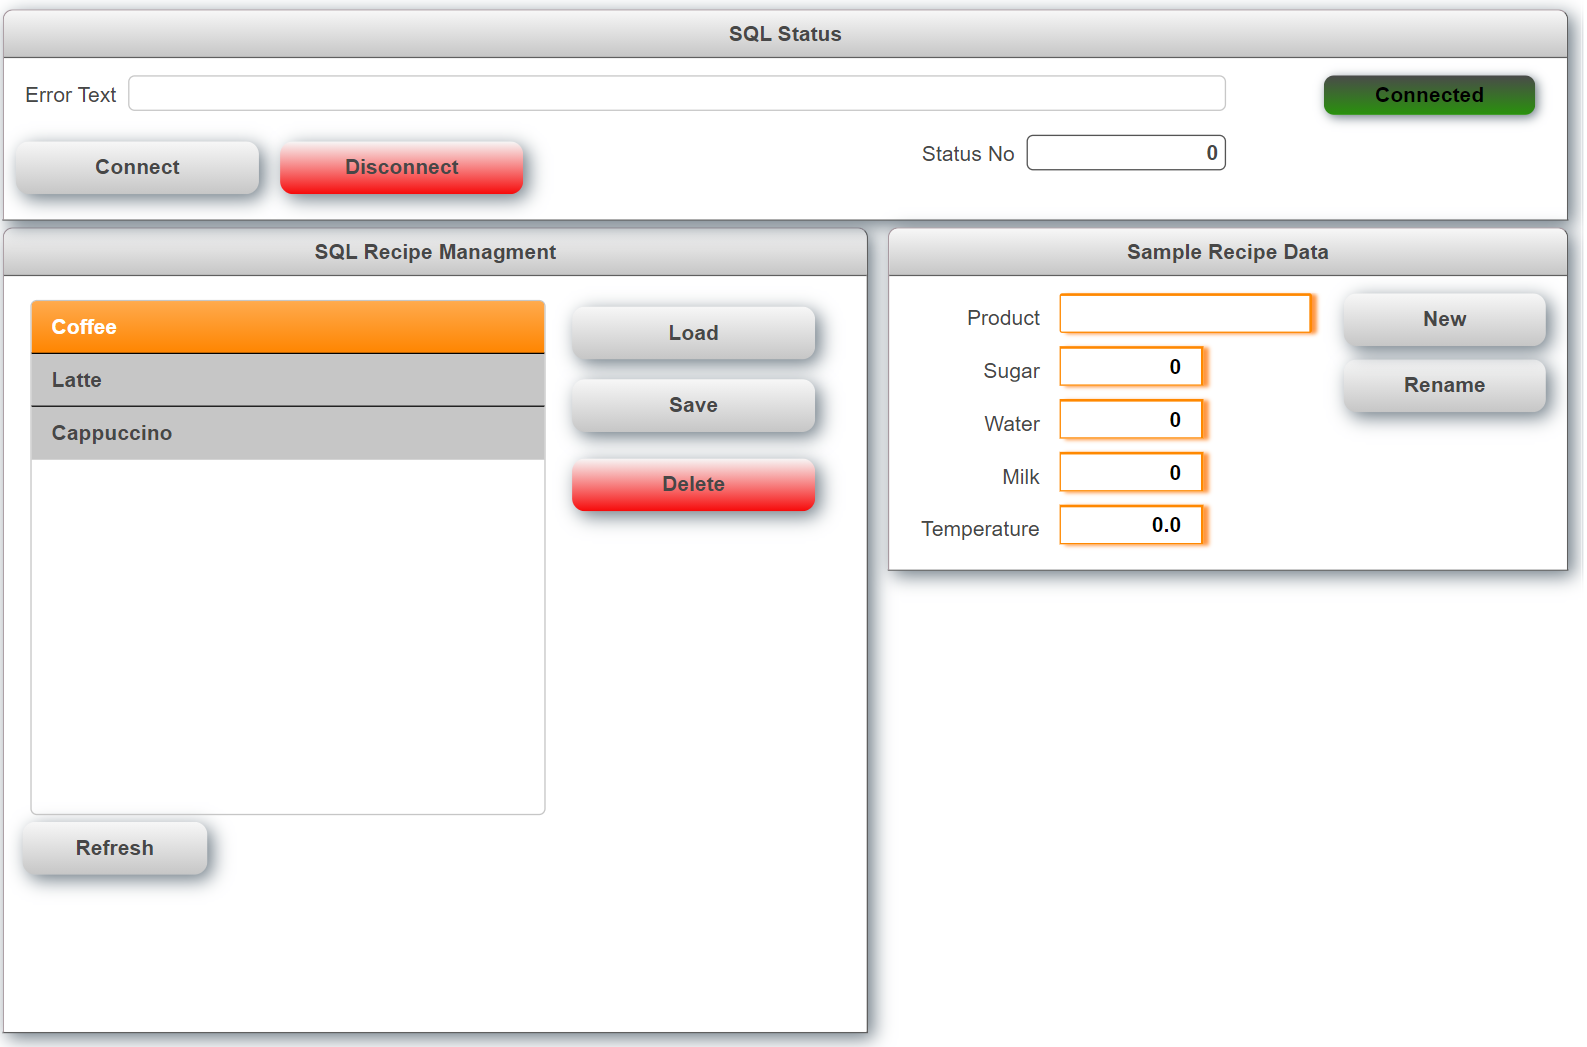 SQL Status
Error Text
Connected
Connect
Disconnect
Status No 0
SQL Recipe Managment
Coffee
Latte
Cappuccino
Load
Save
Delete
Refresh
Sample Recipe Data
Product
New
Sugar 0
Rename
Water 0
Milk 0
Temperature 0.0